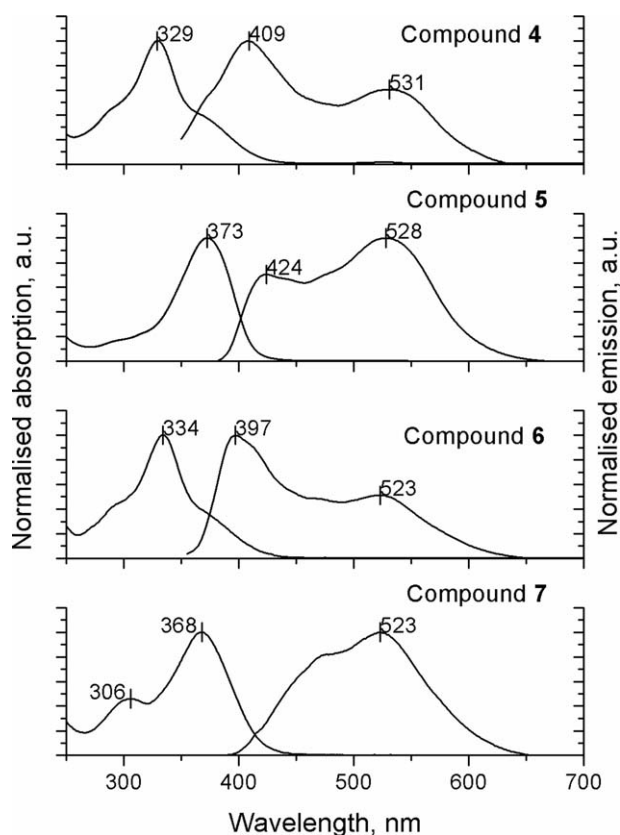 Compound 4
329
409
531
Compound 5
373
424
528
Compound 6
334
397
523
Compound 7
306
368
523
Normalised absorption, a.u.
Normalised emission, a.u.
300 400 500 600 700
Wavelength, nm